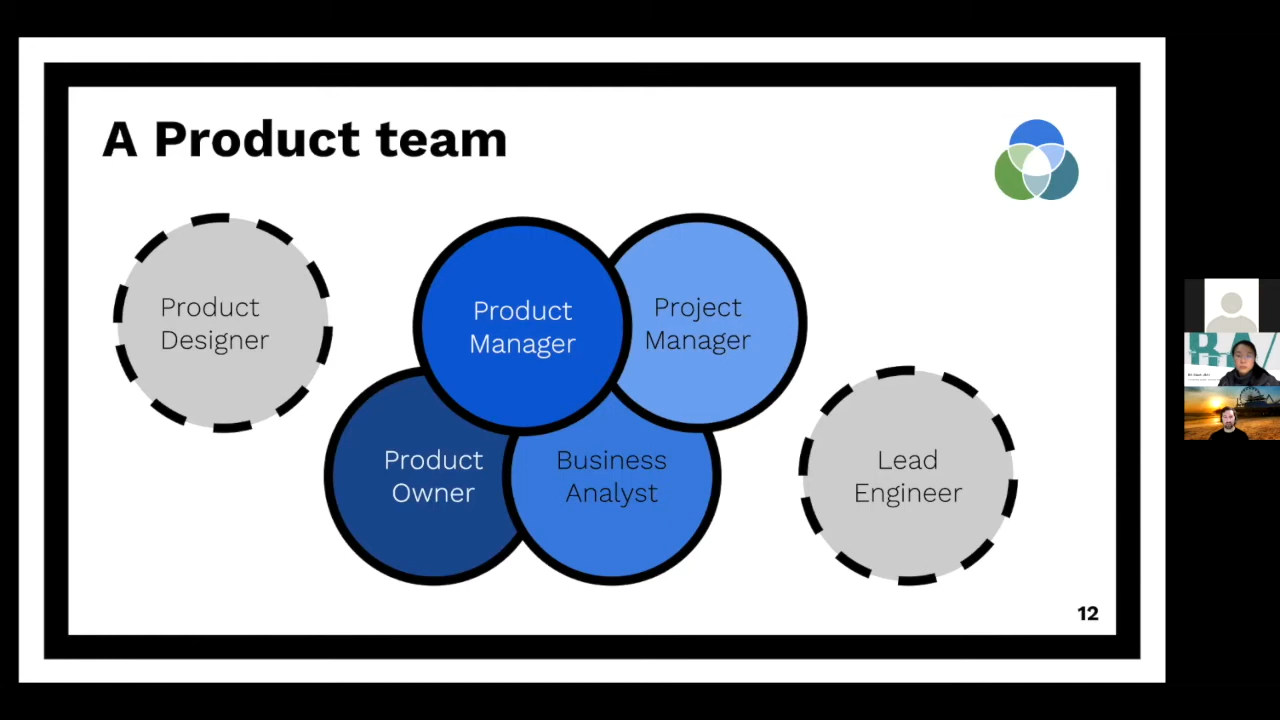 A Product team
Product
Designer
Product
Manager
Project
Manager
Product
Owner
Business
Analyst
Lead
Engineer
12